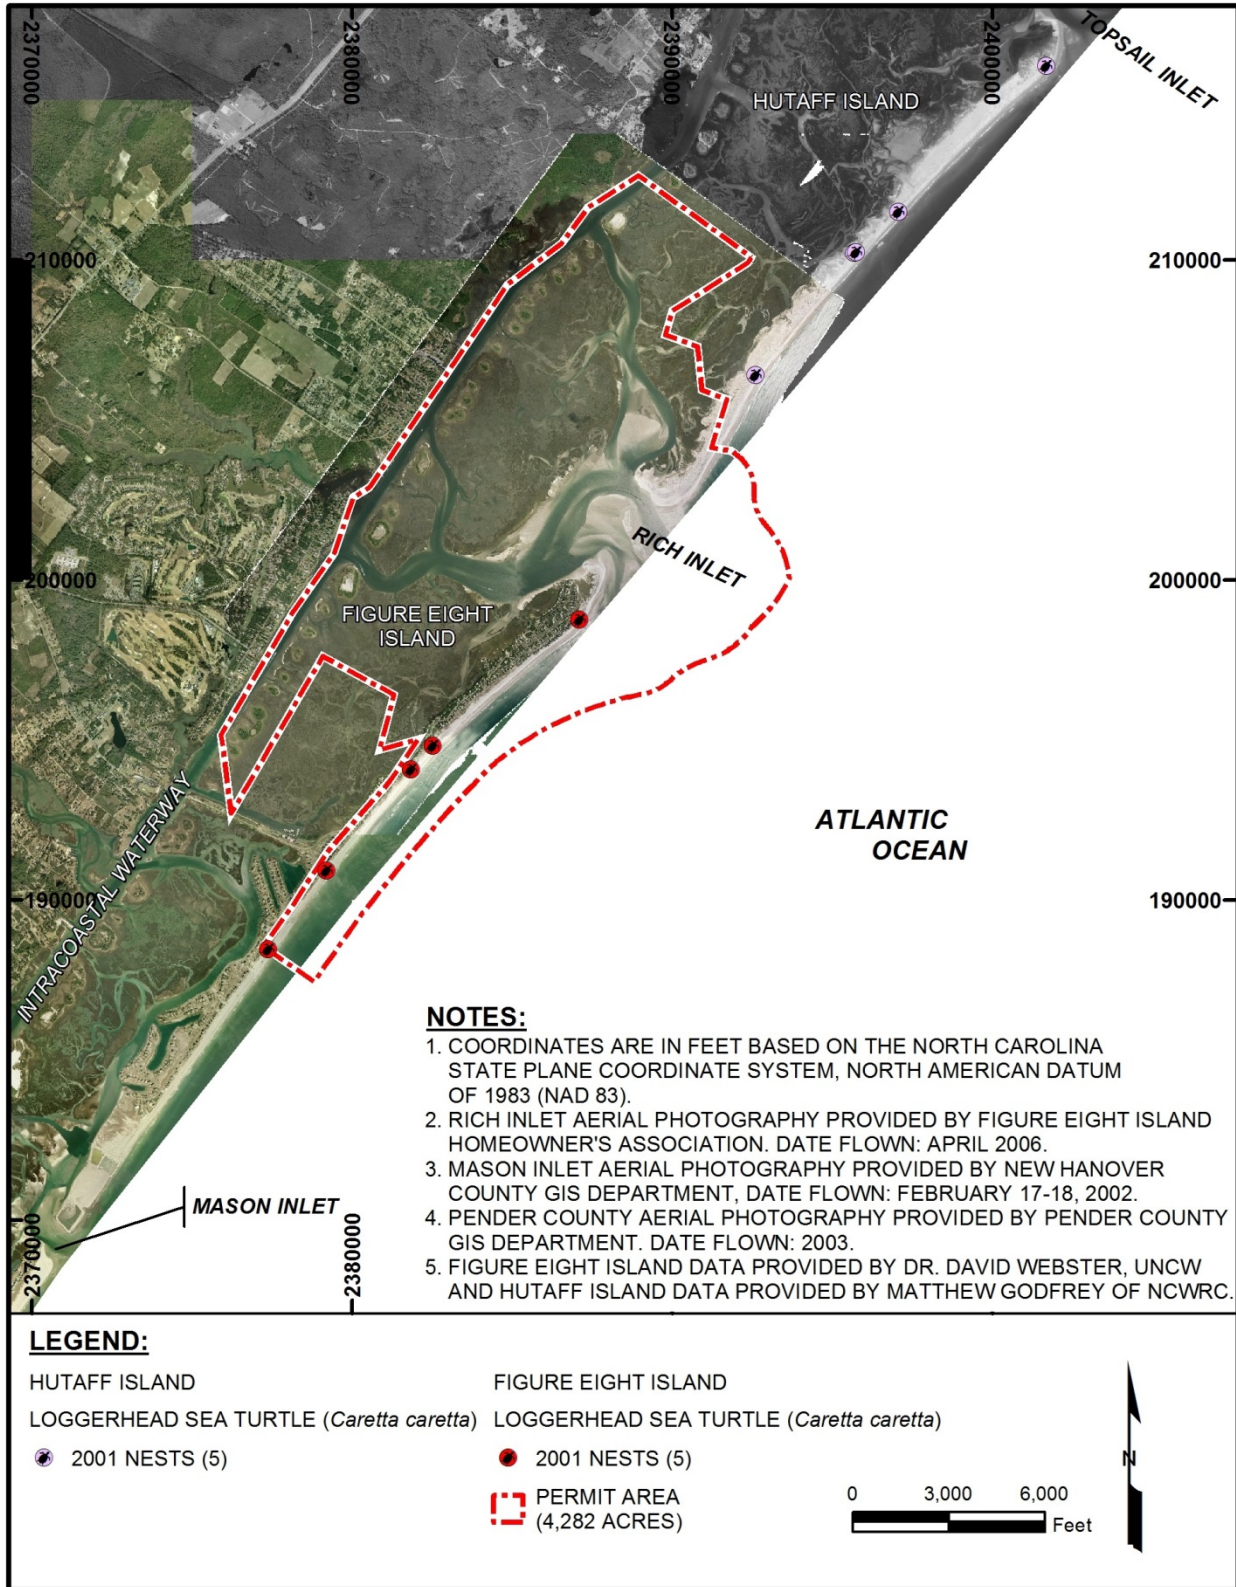 2370000
2380000
2390000
2400000
TOPSAIL INLET
HUTAFF ISLAND
210000
210000
RICH INLET
200000
200000
FIGURE EIGHT
ISLAND
INTRACOASTAL WATERWAY
ATLANTIC
OCEAN
190000
190000
MASON INLET
2370000
2380000
NOTES:
1. COORDINATES ARE IN FEET BASED ON THE NORTH CAROLINA
STATE PLANE COORDINATE SYSTEM, NORTH AMERICAN DATUM
OF 1983 (NAD 83).
2. RICH INLET AERIAL PHOTOGRAPHY PROVIDED BY FIGURE EIGHT ISLAND
HOMEOWNER'S ASSOCIATION. DATE FLOWN: APRIL 2006.
3. MASON INLET AERIAL PHOTOGRAPHY PROVIDED BY NEW HANOVER
COUNTY GIS DEPARTMENT, DATE FLOWN: FEBRUARY 17-18, 2002.
4. PENDER COUNTY AERIAL PHOTOGRAPHY PROVIDED BY PENDER COUNTY
GIS DEPARTMENT. DATE FLOWN: 2003.
5. FIGURE EIGHT ISLAND DATA PROVIDED BY DR. DAVID WEBSTER, UNCW
AND HUTAFF ISLAND DATA PROVIDED BY MATTHEW GODFREY OF NCWRC.
LEGEND:
HUTAFF ISLAND
LOGGERHEAD SEA TURTLE (Caretta caretta)
2001 NESTS (5)
FIGURE EIGHT ISLAND
LOGGERHEAD SEA TURTLE (Caretta caretta)
2001 NESTS (5)
PERMIT AREA
(4,282 ACRES)
0 3,000 6,000
Feet
N